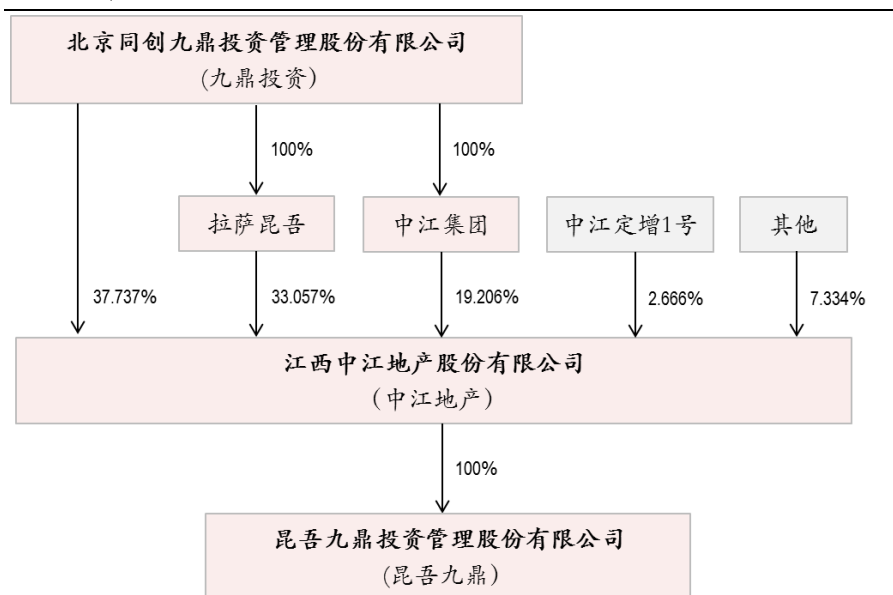 北京同创九鼎投资管理股份有限公司
(九鼎投资)
100%
100%
拉萨昆吾
中江集团
中江定增1号
其他
37.737%
33.057%
19.206%
2.666%
7.334%
江西中江地产股份有限公司
(中江地产)
100%
昆吾九鼎投资管理股份有限公司
(昆吾九鼎)